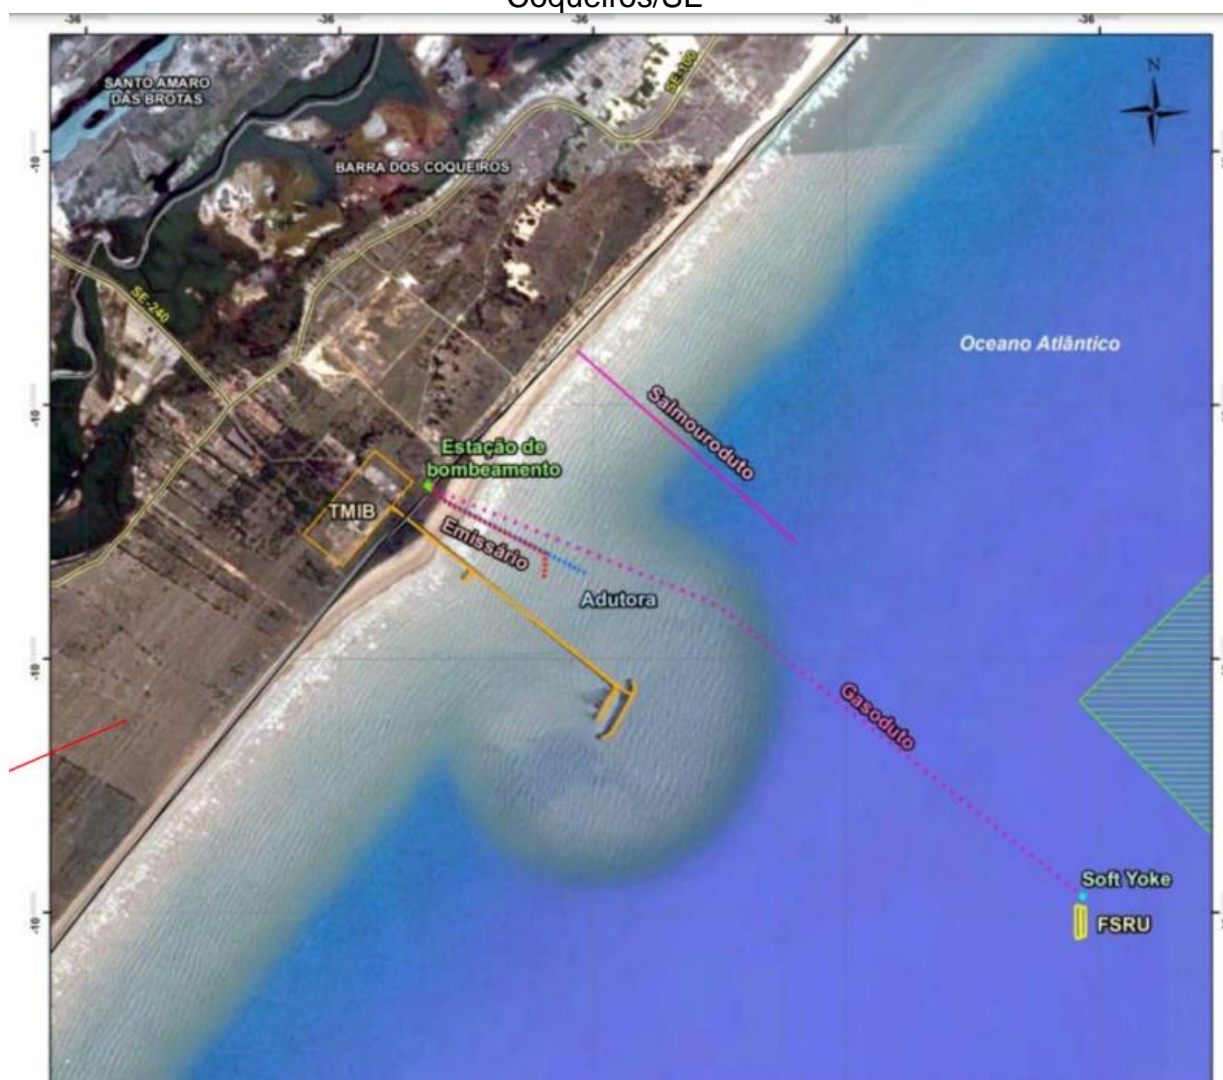 Coqueiros/SE
-36
-36
-36
-36
-36
N
SANTO AMARO
DAS BROTAS
SE-100
BARRA DOS COQUEIROS
-10
SE-240
Oceano Atlântico
-10
Salmouroduto
Estação de
bombeamento
TMIB
Emissário
Adutora
-10
Gasoduto
Soft Yoke
-10
FSRU